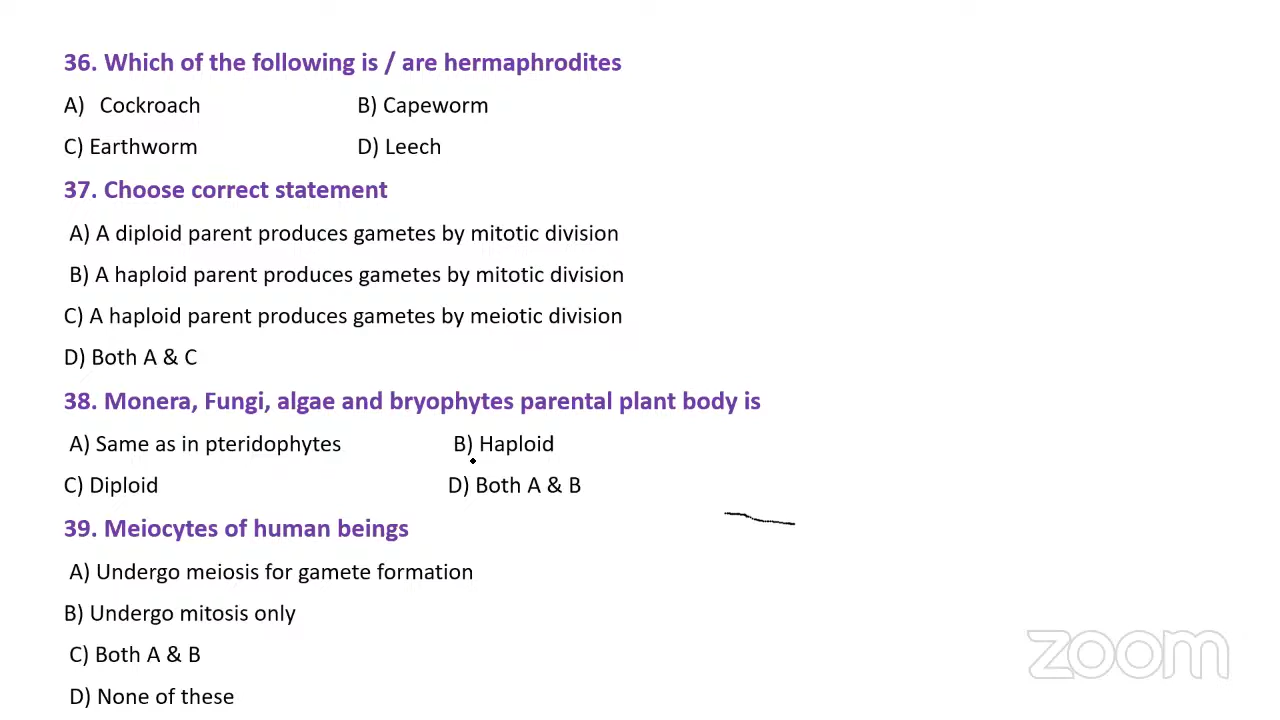 36. Which of the following is / are hermaphrodites
A) Cockroach B) Capeworm
C) Earthworm D) Leech
37. Choose correct statement
A) A diploid parent produces gametes by mitotic division
B) A haploid parent produces gametes by mitotic division
C) A haploid parent produces gametes by meiotic division
D) Both A & C
38. Monera, Fungi, algae and bryophytes parental plant body is
A) Same as in pteridophytes B) Haploid
C) Diploid D) Both A & B
39. Meiocytes of human beings
A) Undergo meiosis for gamete formation
B) Undergo mitosis only
C) Both A & B
D) None of these
zoom